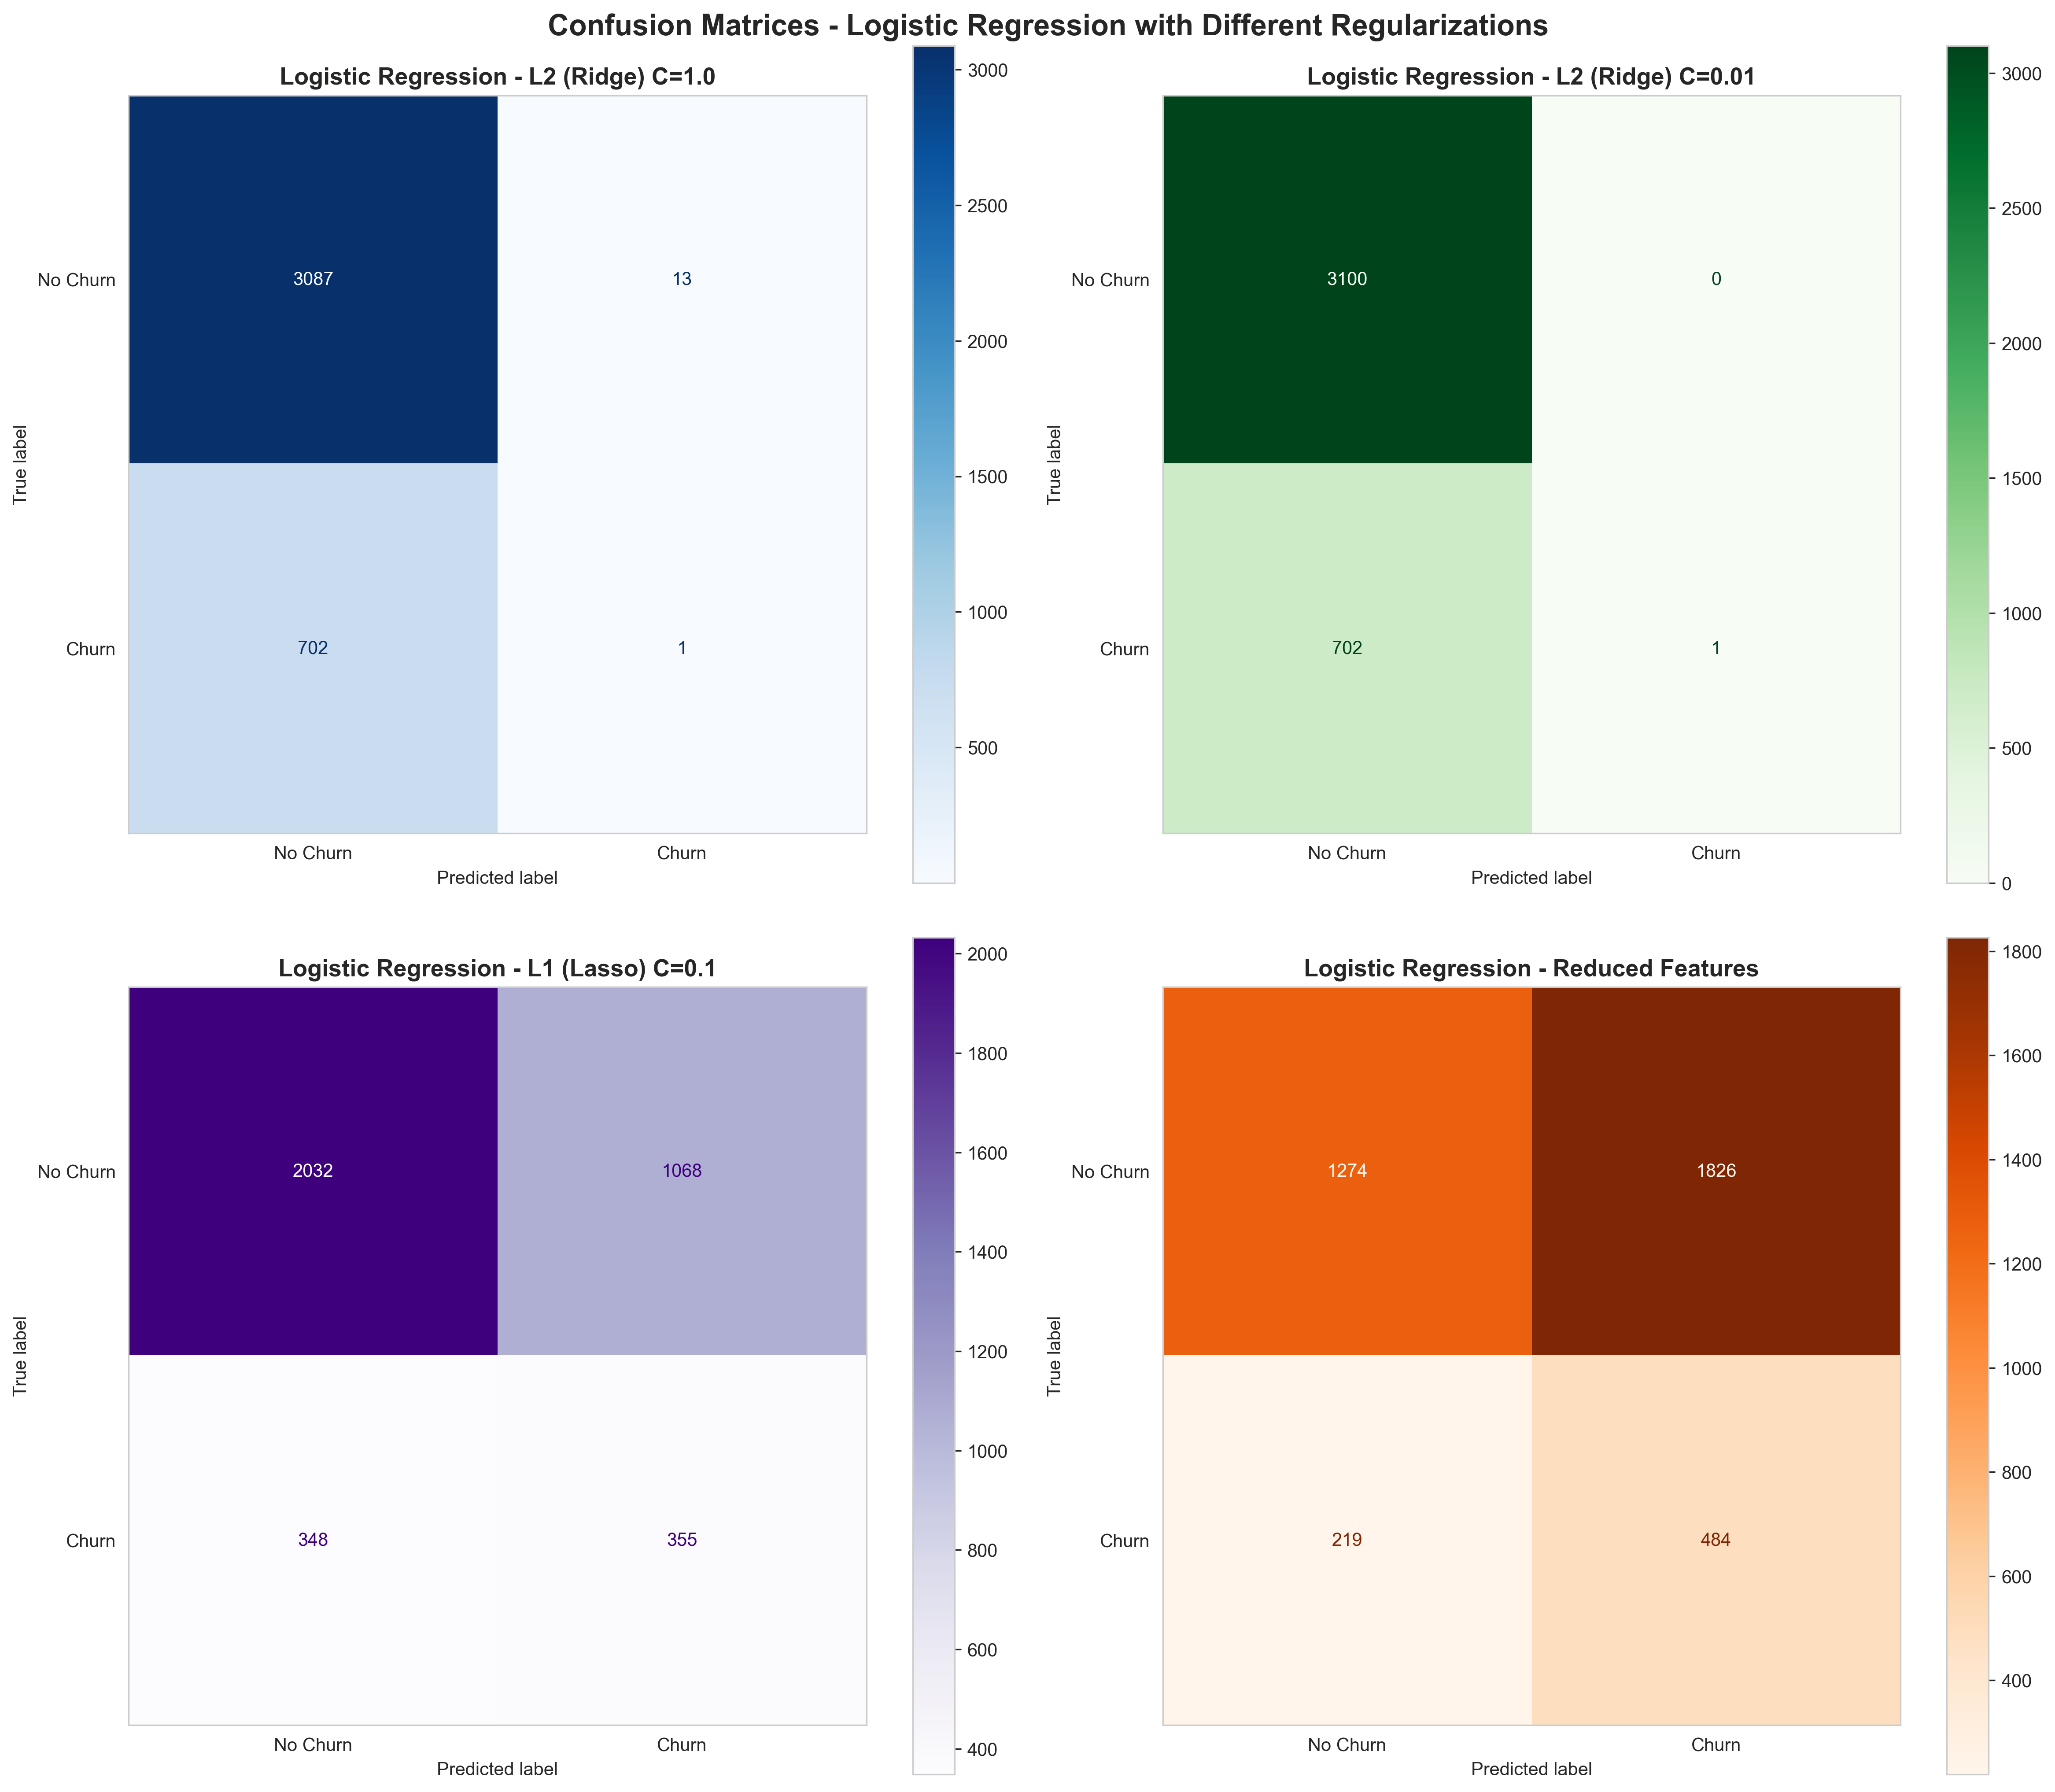 Confusion Matrices - Logistic Regression with Different Regularizations
Logistic Regression - L2 (Ridge) C=1.0
True label
No Churn
3087
13
Churn
702
1
No Churn
Churn
Predicted label
3000
2500
2000
1500
1000
500
Logistic Regression - L2 (Ridge) C=0.01
True label
No Churn
3100
0
Churn
702
1
No Churn
Churn
Predicted label
3000
2500
2000
1500
1000
500
0
Logistic Regression - L1 (Lasso) C=0.1
True label
No Churn
2032
1068
Churn
348
355
No Churn
Churn
Predicted label
2000
1800
1600
1400
1200
1000
800
600
400
Logistic Regression - Reduced Features
True label
No Churn
1274
1826
Churn
219
484
No Churn
Churn
Predicted label
1800
1600
1400
1200
1000
800
600
400